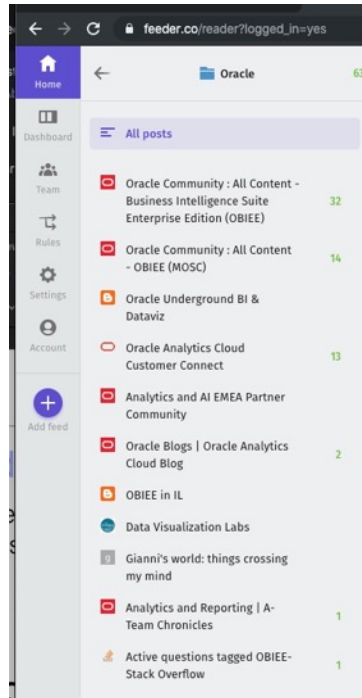 feeder.co/reader?logged_in=yes
Home
Oracle
63
Dashboard
All posts
Team
Oracle Community : All Content -
Business Intelligence Suite
Enterprise Edition (OBIEE)
32
Rules
Oracle Community : All Content
- OBIEE (MOSC)
14
Settings
Oracle Underground BI &
Dataviz
Account
Oracle Analytics Cloud
Customer Connect
13
Add feed
Analytics and AI EMEA Partner
Community
Oracle Blogs | Oracle Analytics
Cloud Blog
2
OBIEE in IL
Data Visualization Labs
g
Gianni's world: things crossing
my mind
Analytics and Reporting | A-
Team Chronicles
1
Active questions tagged OBIEE-
Stack Overflow
1